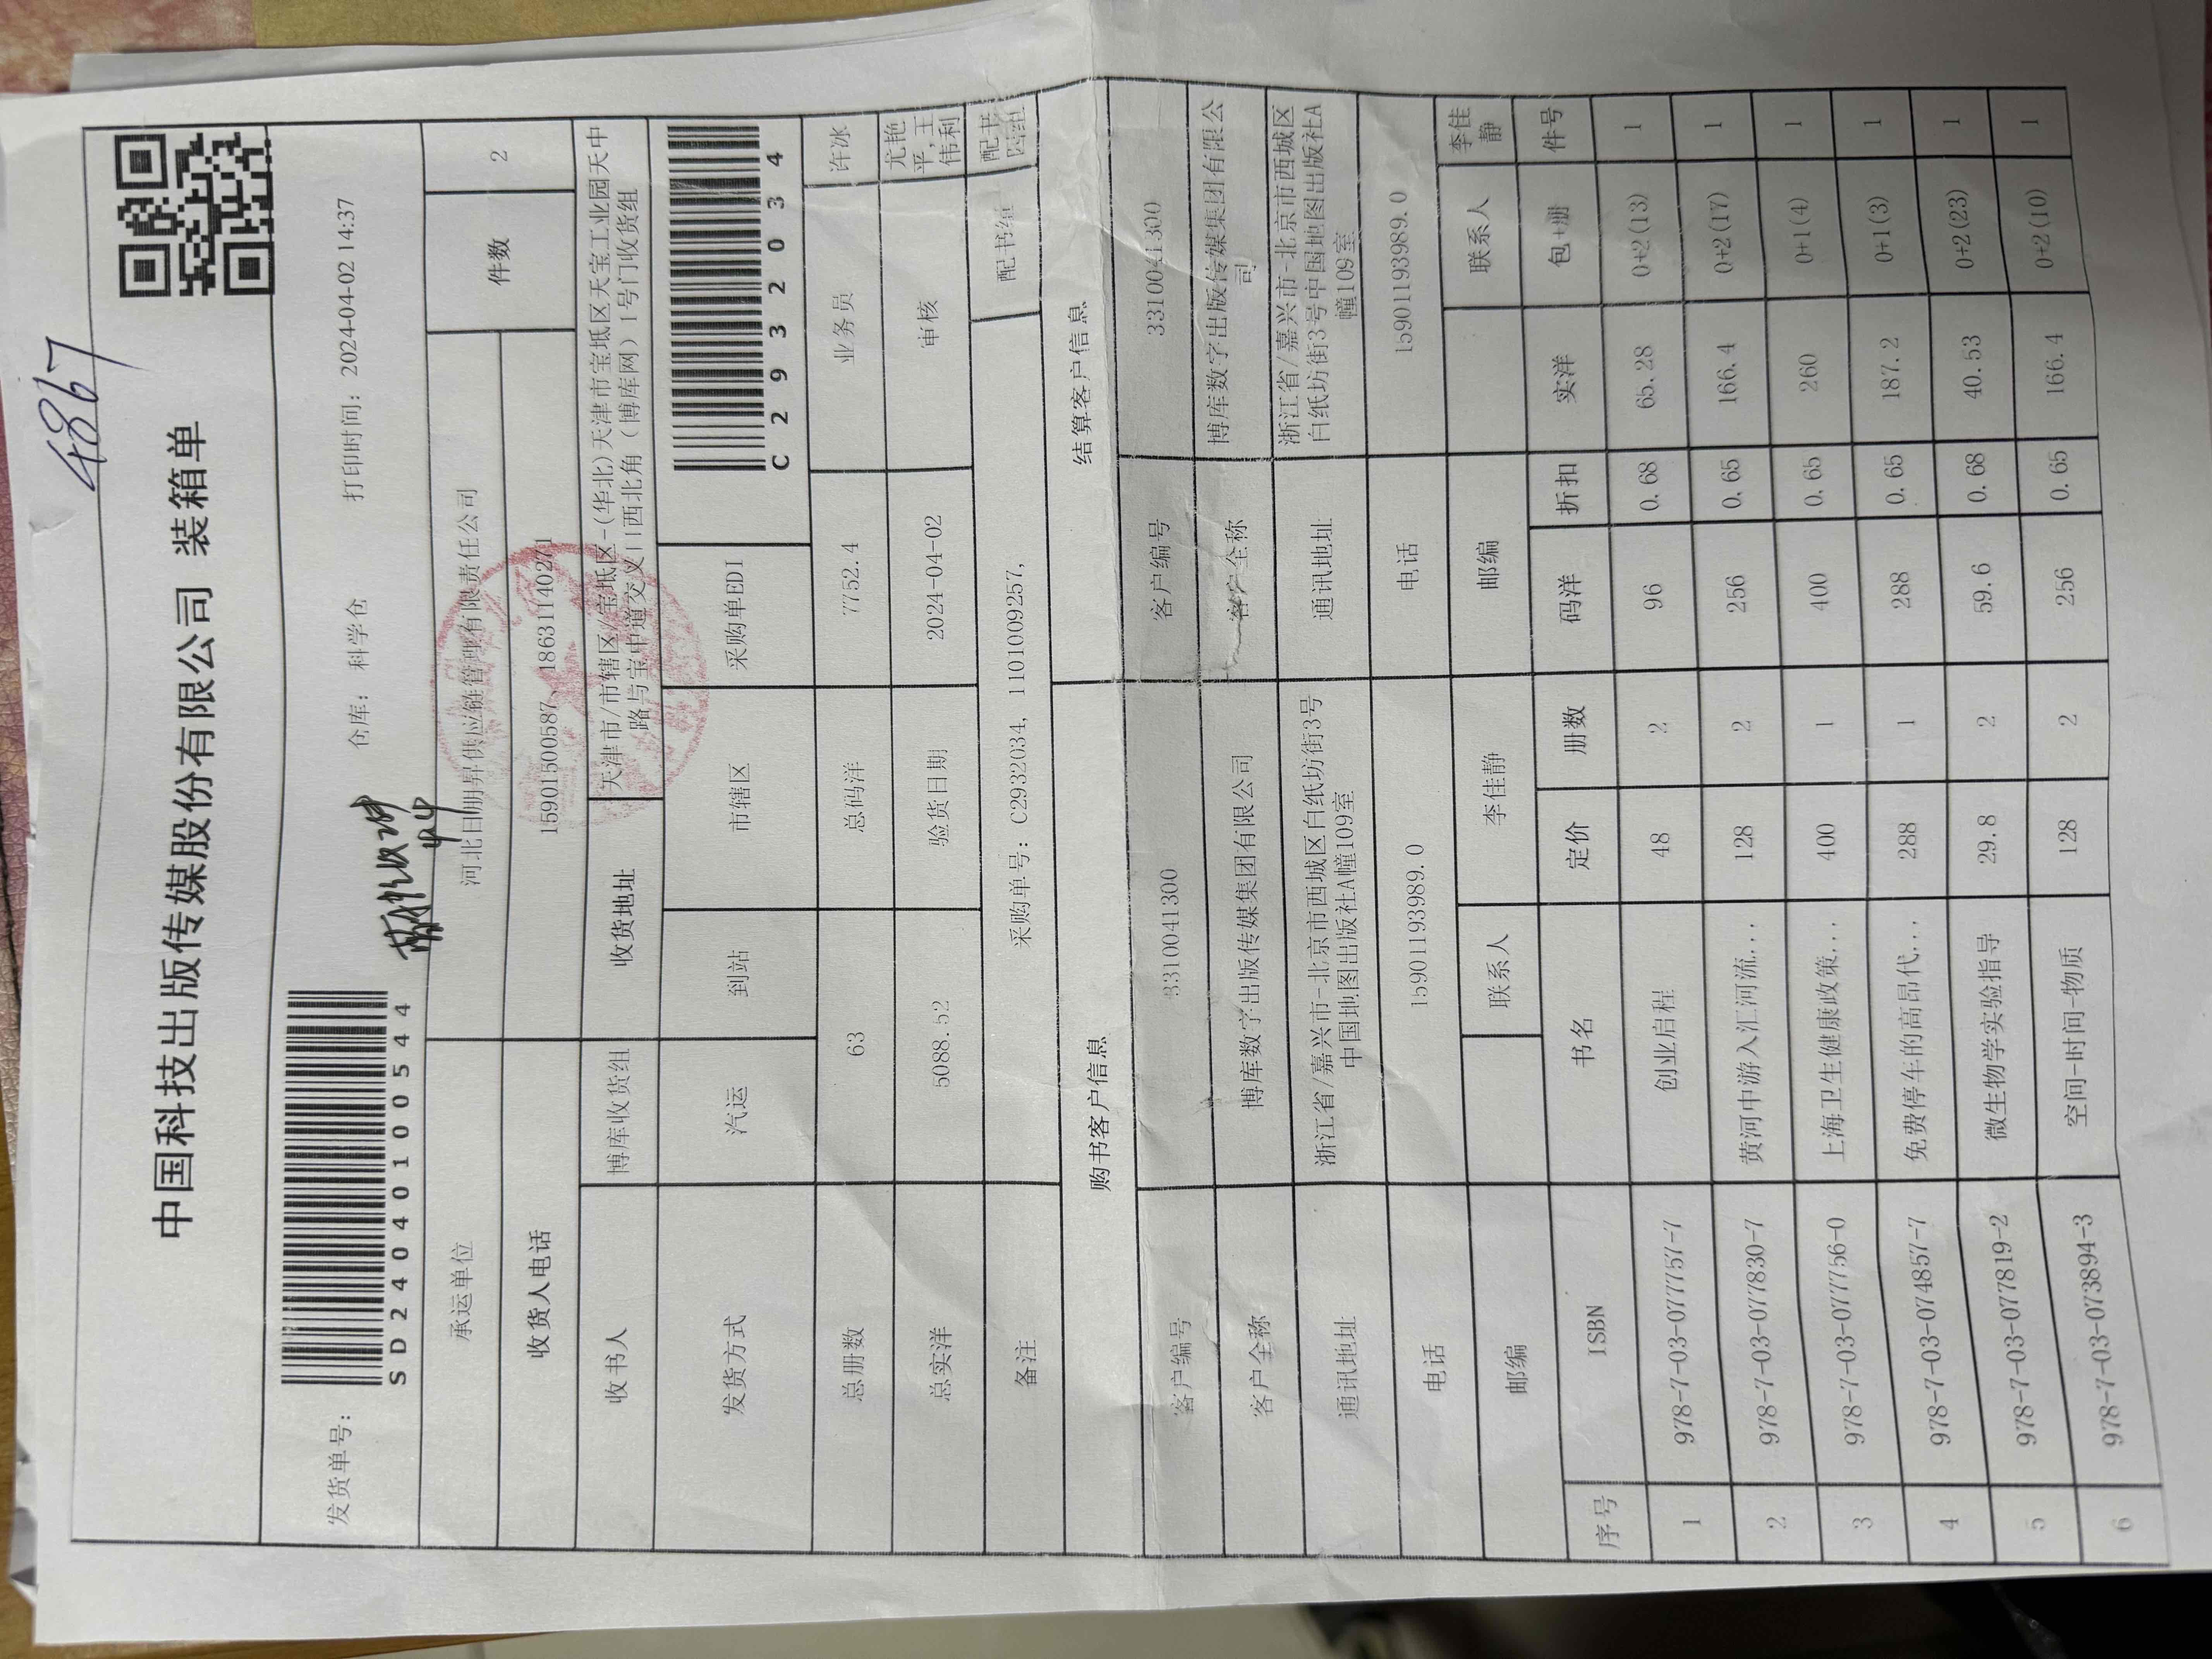 4867
中国科技出版传媒股份有限公司 装箱单
发货单号: SD24040100544 仓库: 科学仓 打印时间: 2024-04-02 14:37
承运单位 河北日册昇供应链管理有限责任公司 件数 2
收货人电话 15901500587、18631140271
收书人 博库收货组 收货地址 天津市/市辖区/宝坻区-(华北)天津市宝坻区天宝工业园天中
路与宝中道交叉口西北角 (博库网) 1号门收货组
发货方式 汽运 到站 市辖区 采购单EDI C2932034
总册数 63 总码洋 7752.4 业务员 许冰
总实洋 5088.52 验货日期 2024-04-02 审核 尤艳
平,王
伟利
备注 采购单号: C2932034, 1101009257, 配书组 配书
四组
购书客户信息 结算客户信息
客户编号 3310041300 客户编号 3310041300
客户全称 博库数字出版传媒集团有限公司 客户全称 博库数字出版传媒集团有限公
司
通讯地址 浙江省/嘉兴市-北京市西城区白纸坊街3号
中国地图出版社A幢109室 通讯地址 浙江省/嘉兴市-北京市西城区
白纸坊街3号中国地图出版社A
幢109室
电话 15901193989.0 电话 15901193989.0
邮编 联系人 李佳静 邮编 联系人 李佳
静
序号 ISBN 书名 定价 册数 码洋 折扣 实洋 包+册 件号
1 978-7-03-077757-7 创业启程 48 2 96 0.68 65.28 0+2(13) 1
2 978-7-03-077830-7 黄河中游入汇河流... 128 2 256 0.65 166.4 0+2(17) 1
3 978-7-03-077756-0 上海卫生健康政策... 400 1 400 0.65 260 0+1(4) 1
4 978-7-03-074857-7 免费停车的高昂代... 288 1 288 0.65 187.2 0+1(3) 1
5 978-7-03-077819-2 微生物学实验指导 29.8 2 59.6 0.68 40.53 0+2(23) 1
6 978-7-03-073894-3 空间-时间-物质 128 2 256 0.65 166.4 0+2(10) 1